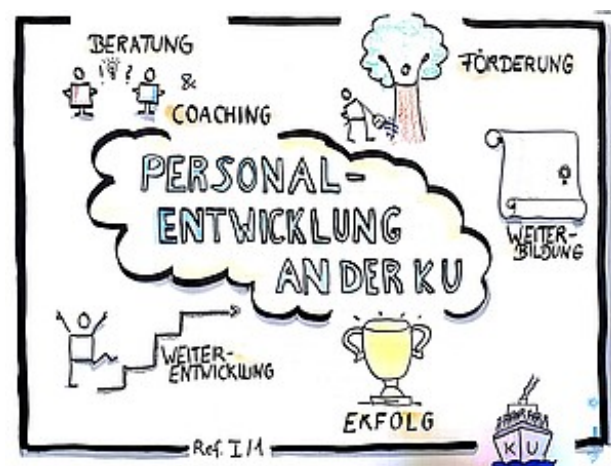 BERATUNG
!?
&
COACHING
FÖRDERUNG
PERSONAL-
ENTWICKLUNG
AN DER KU
WEITER-
BILDUNG
WEITER-
ENTWICKLUNG
ERFOLG
Ref. I/1
KU